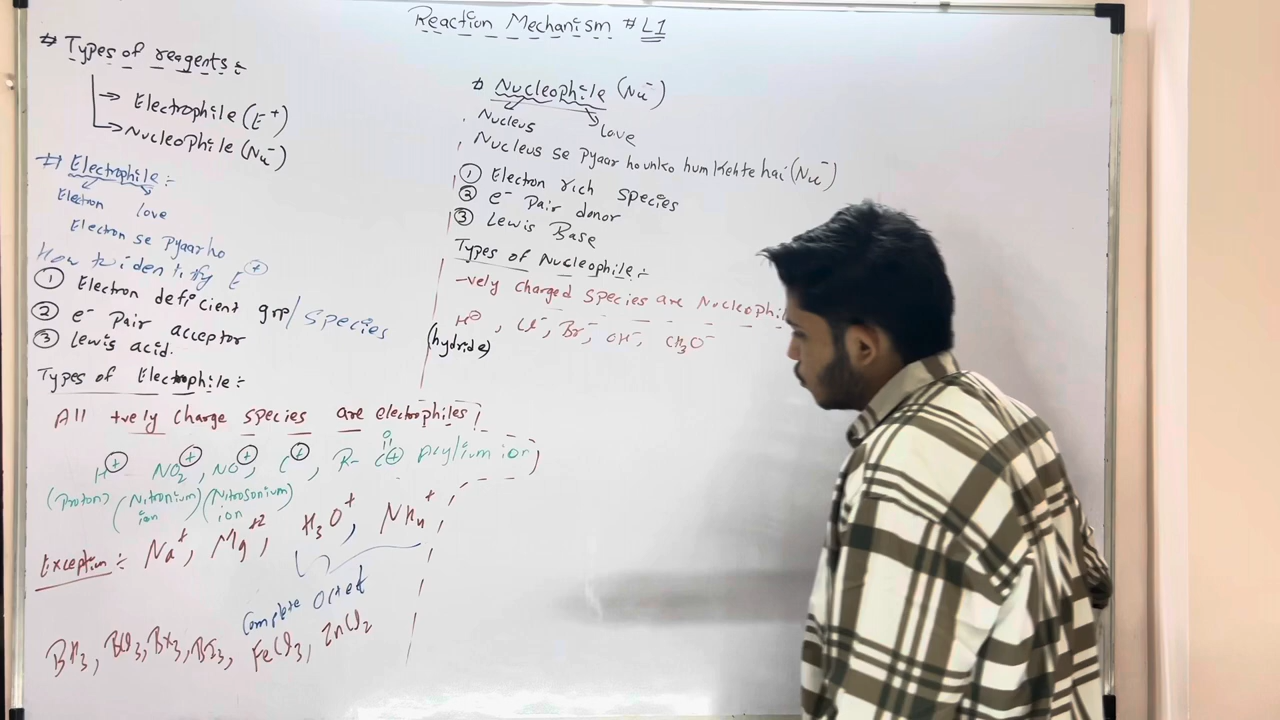 Reaction Mechanism # L1
# Types of reagents :-
→ Electrophile (E⁺)
→ Nucleophile (Nu⁻)
# Electrophile :-
Electron love
Electron se Pyaar ho
How to identify E⁺
① Electron deficient grp/species
② e⁻ Pair acceptor
③ Lewis acid.
Types of Electrophile :-
All +vely charge species are electrophiles
H⁺ NO₂⁺, NO⁺, C⁺, R-C⁺=O Acylium ion,
(Proton) (Nitronium ion) (Nitrosonium ion)
Exception :- Na⁺, Mg⁺², H₃O⁺, NH₄⁺,
Complete Octect
BH₃, BCl₃, BF₃, FeCl₃, ZnCl₂
# Nucleophile (Nu⁻)
Nucleus Love
Nucleus se Pyaar ho unko hum Kehte hai (Nu⁻)
① Electron rich species
② e⁻ Pair donor
③ Lewis Base
Types of Nucleophile :-
-vely charged species are Nucleophil
H⁻, Cl⁻, Br⁻, OH⁻, CH₃O⁻
(hydride)